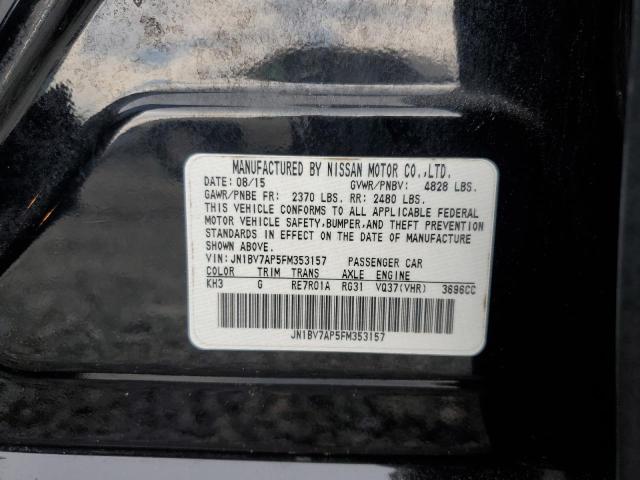 MANUFACTURED BY NISSAN MOTOR CO.,LTD.
DATE: 08/15 GVWR/PNBV: 4828 LBS.
GAWR/PNBE FR: 2370 LBS. RR: 2480 LBS.
THIS VEHICLE CONFORMS TO ALL APPLICABLE FEDERAL
MOTOR VEHICLE SAFETY,BUMPER,AND THEFT PREVENTION
STANDARDS IN EFFECT ON THE DATE OF MANUFACTURE
SHOWN ABOVE.
VIN: JN1BV7AP5FM353157 PASSENGER CAR
COLOR TRIM TRANS AXLE ENGINE
KH3 G RE7R01A RG31 VQ37(VHR) 3696CC
JN1BV7AP5FM353157